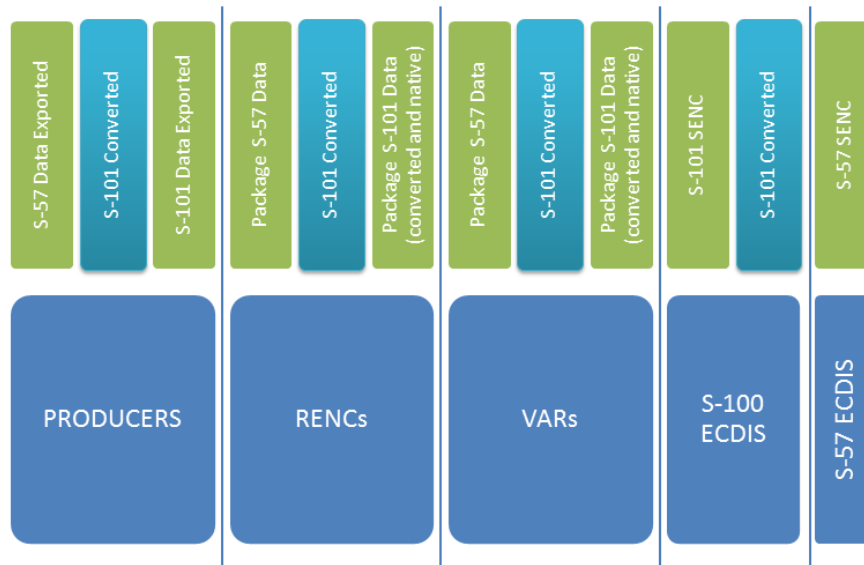 S-57 Data Exported
S-101 Converted
S-101 Data Exported
Package S-57 Data
S-101 Converted
Package S-101 Data
(converted and native)
Package S-57 Data
S-101 Converted
Package S-101 Data
(converted and native)
S-101 SENC
S-101 Converted
S-57 SENC
PRODUCERS
RENCs
VARs
S-100
ECDIS
S-57 ECDIS